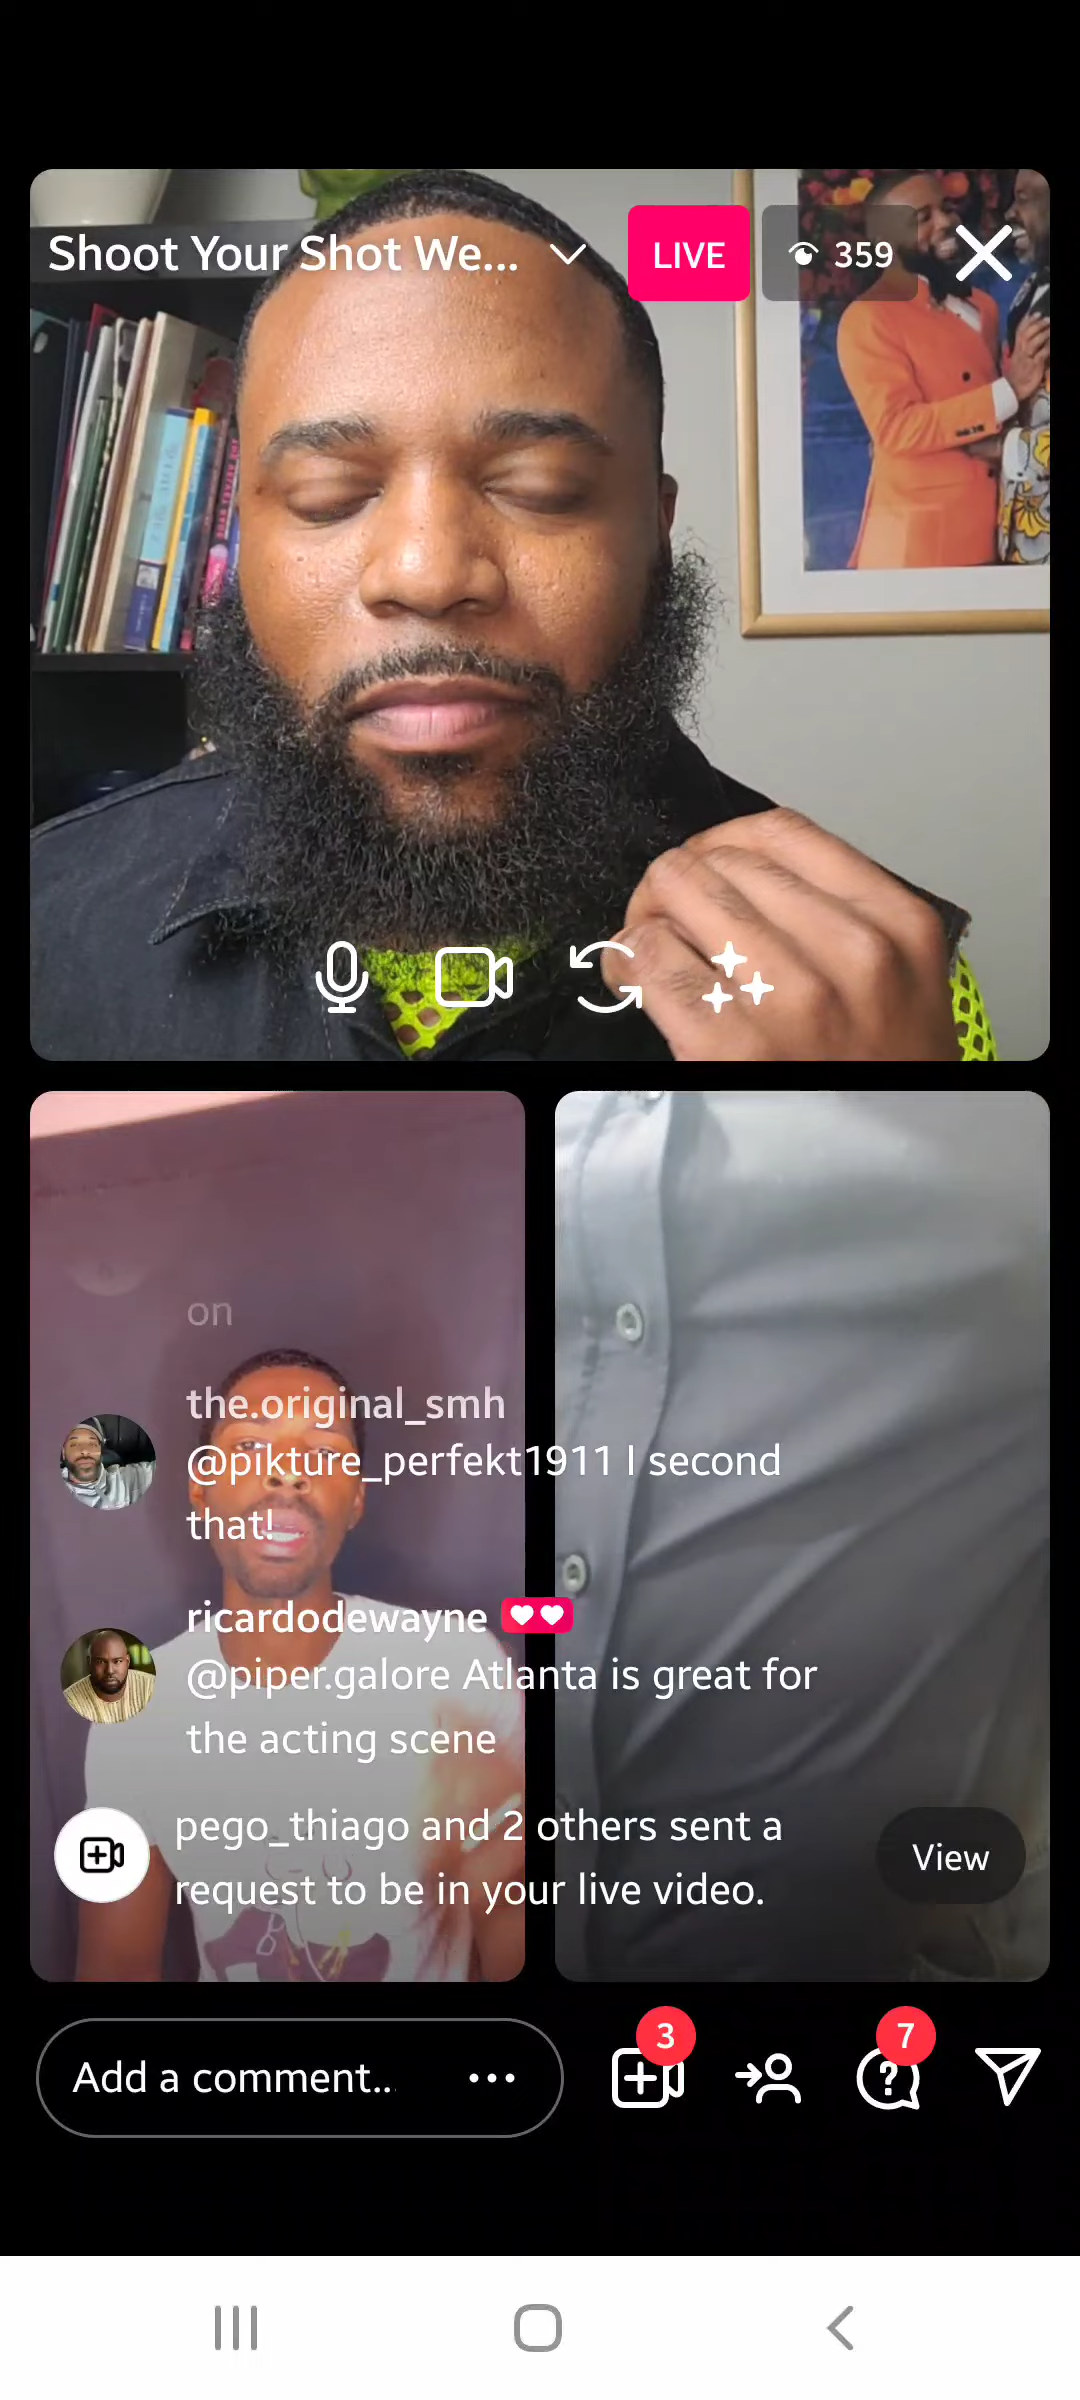 Shoot Your Shot We...
LIVE
359
on
the.original_smh
@pikture_perfekt1911 I second
that!
ricardodewayne
@piper.galore Atlanta is great for
the acting scene
pego_thiago and 2 others sent a
request to be in your live video.
View
Add a comment...
3
7